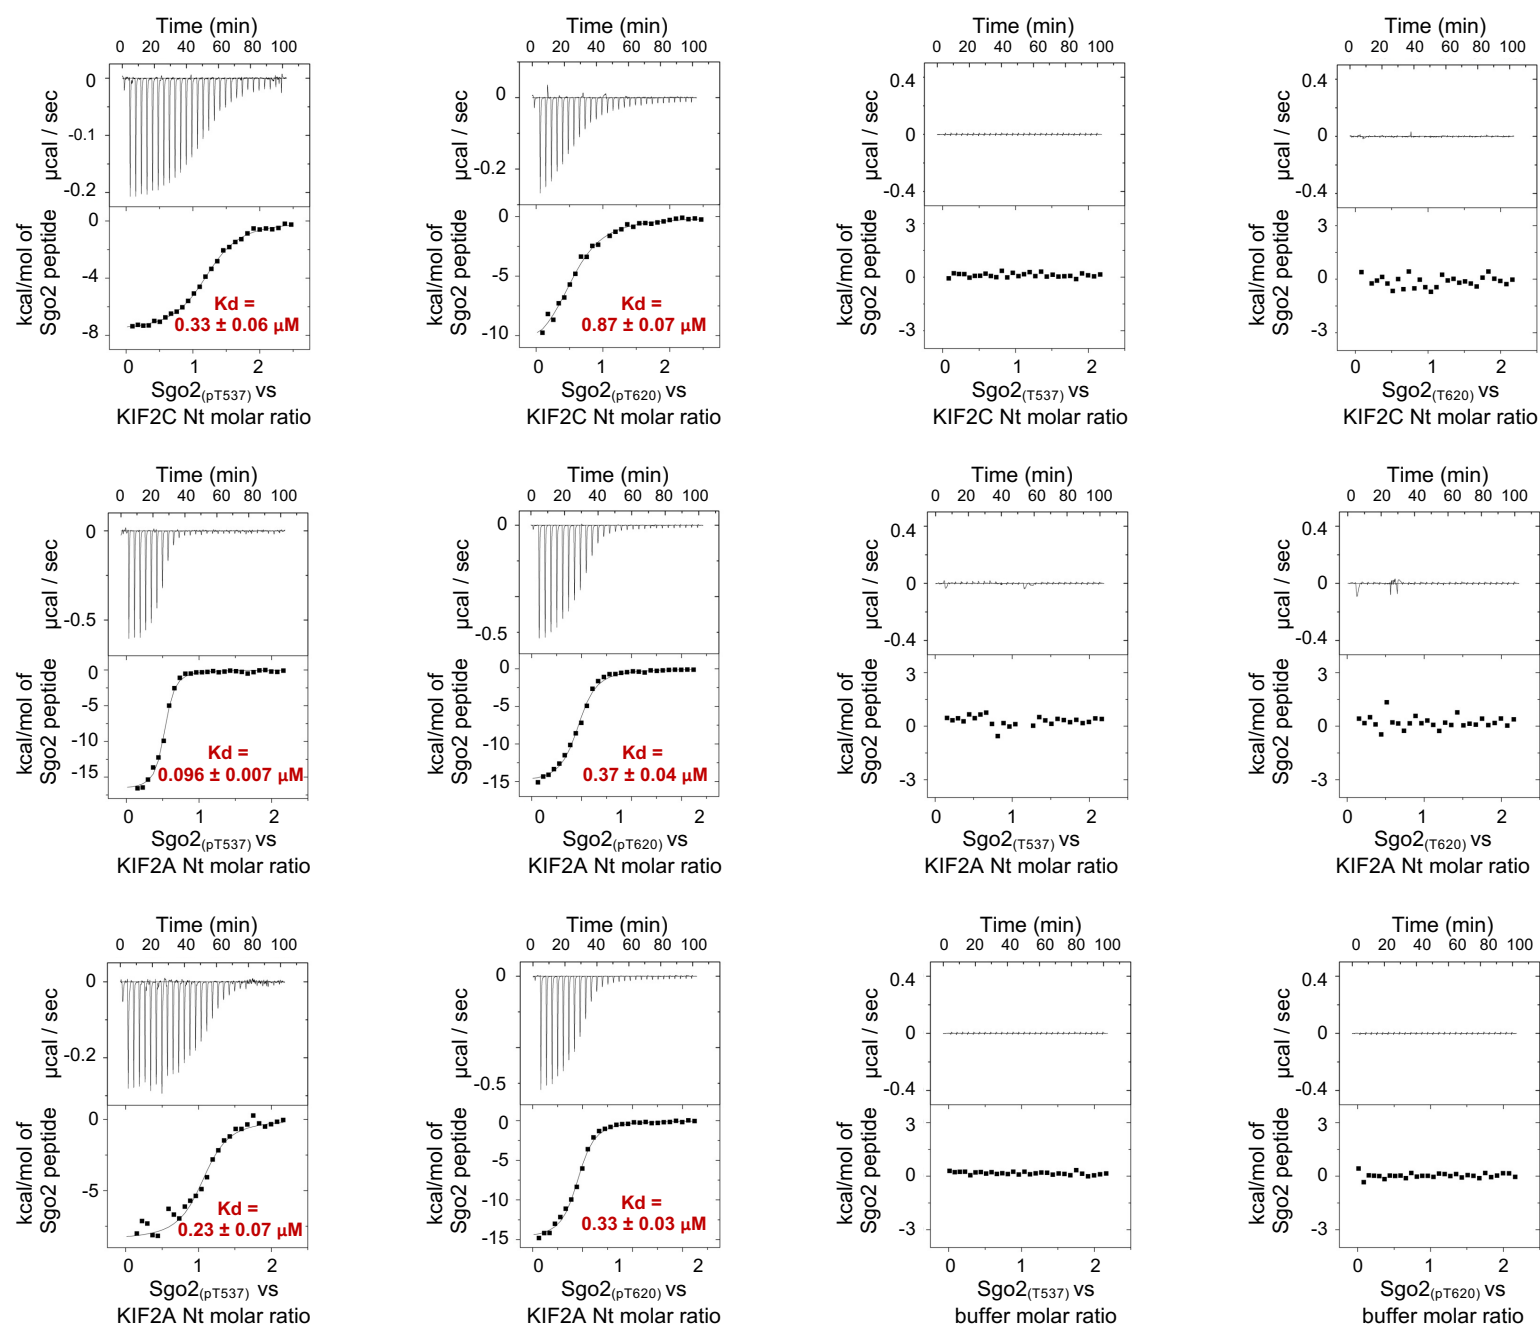 Time (min)
0 20 40 60 80 100
µcal / sec
0
-0.1
-0.2
kcal/mol of
Sgo2 peptide
0
-4
-8
Kd =
0.33 ± 0.06 µM
0 1 2
Sgo2(pT537) vs
KIF2C Nt molar ratio
Time (min)
0 20 40 60 80 100
µcal / sec
0
-0.2
kcal/mol of
Sgo2 peptide
0
-5
-10
Kd =
0.87 ± 0.07 µM
0 1 2
Sgo2(pT620) vs
KIF2C Nt molar ratio
Time (min)
0 20 40 60 80 100
µcal / sec
0.4
0
-0.4
kcal/mol of
Sgo2 peptide
3
0
-3
0 1 2
Sgo2(T537) vs
KIF2C Nt molar ratio
Time (min)
0 20 40 60 80 100
µcal / sec
0.4
0
-0.4
kcal/mol of
Sgo2 peptide
3
0
-3
0 1 2
Sgo2(T620) vs
KIF2C Nt molar ratio
Time (min)
0 20 40 60 80 100
µcal / sec
0
-0.5
kcal/mol of
Sgo2 peptide
0
-5
-10
-15
Kd =
0.096 ± 0.007 µM
0 1 2
Sgo2(pT537) vs
KIF2A Nt molar ratio
Time (min)
0 20 40 60 80 100
µcal / sec
0
-0.5
kcal/mol of
Sgo2 peptide
0
-5
-10
-15
Kd =
0.37 ± 0.04 µM
0 1 2
Sgo2(pT620) vs
KIF2A Nt molar ratio
Time (min)
0 20 40 60 80 100
µcal / sec
0.4
0
-0.4
kcal/mol of
Sgo2 peptide
3
0
-3
0 1 2
Sgo2(T537) vs
KIF2A Nt molar ratio
Time (min)
0 20 40 60 80 100
µcal / sec
0.4
0
-0.4
kcal/mol of
Sgo2 peptide
3
0
-3
0 1 2
Sgo2(T620) vs
KIF2A Nt molar ratio
Time (min)
0 20 40 60 80 100
µcal / sec
0
-0.2
kcal/mol of
Sgo2 peptide
0
-5
Kd =
0.23 ± 0.07 µM
0 1 2
Sgo2(pT537) vs
KIF2A Nt molar ratio
Time (min)
0 20 40 60 80 100
µcal / sec
0
-0.5
kcal/mol of
Sgo2 peptide
0
-5
-10
-15
Kd =
0.33 ± 0.03 µM
0 1 2
Sgo2(pT620) vs
KIF2A Nt molar ratio
Time (min)
0 20 40 60 80 100
µcal / sec
0.4
0
-0.4
kcal/mol of
Sgo2 peptide
3
0
-3
0 1 2
Sgo2(T537) vs
buffer molar ratio
Time (min)
0 20 40 60 80 100
µcal / sec
0.4
0
-0.4
kcal/mol of
Sgo2 peptide
3
0
-3
0 1 2
Sgo2(pT620) vs
buffer molar ratio